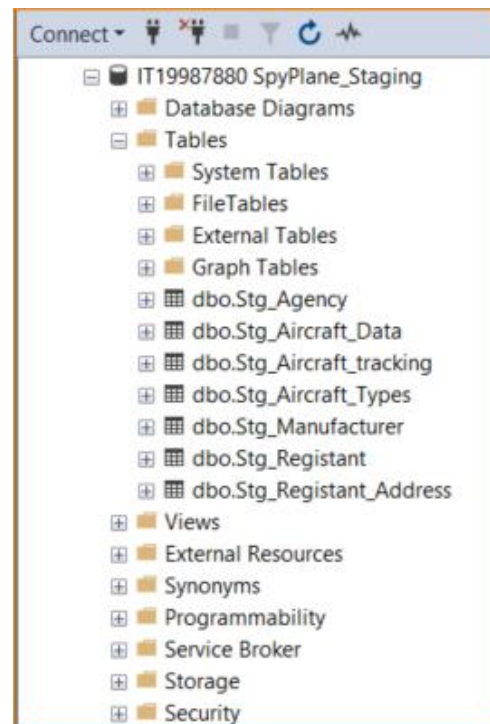 Connect
IT19987880 SpyPlane_Staging
Database Diagrams
Tables
System Tables
FileTables
External Tables
Graph Tables
dbo.Stg_Agency
dbo.Stg_Aircraft_Data
dbo.Stg_Aircraft_tracking
dbo.Stg_Aircraft_Types
dbo.Stg_Manufacturer
dbo.Stg_Registant
dbo.Stg_Registant_Address
Views
External Resources
Synonyms
Programmability
Service Broker
Storage
Security